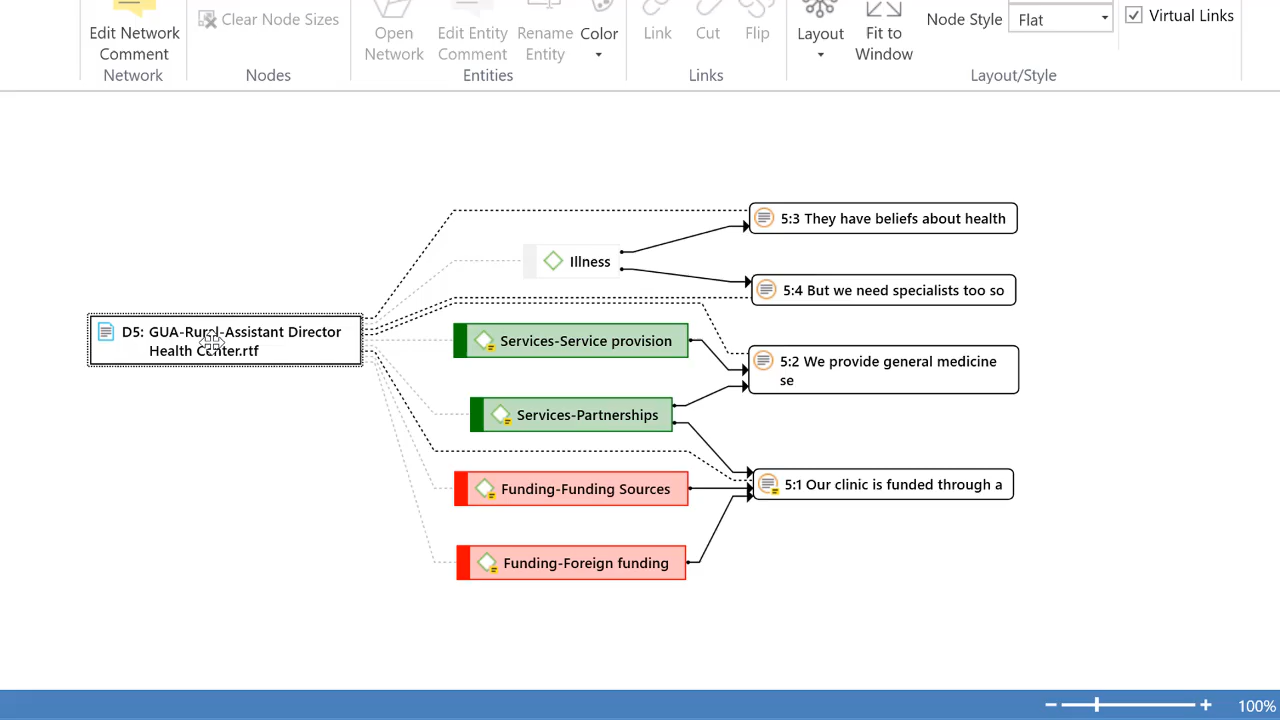 Clear Node Sizes
Edit Network
Comment
Network
Nodes
Open
Network
Edit Entity
Comment
Rename
Entity
Color
Entities
Link
Cut
Flip
Links
Layout
Fit to
Window
Node Style
Flat
Virtual Links
Layout/Style
D5: GUA-Rural-Assistant Director
Health Center.rtf
Illness
Services-Service provision
Services-Partnerships
Funding-Funding Sources
Funding-Foreign funding
5:3 They have beliefs about health
5:4 But we need specialists too so
5:2 We provide general medicine
se
5:1 Our clinic is funded through a
100%